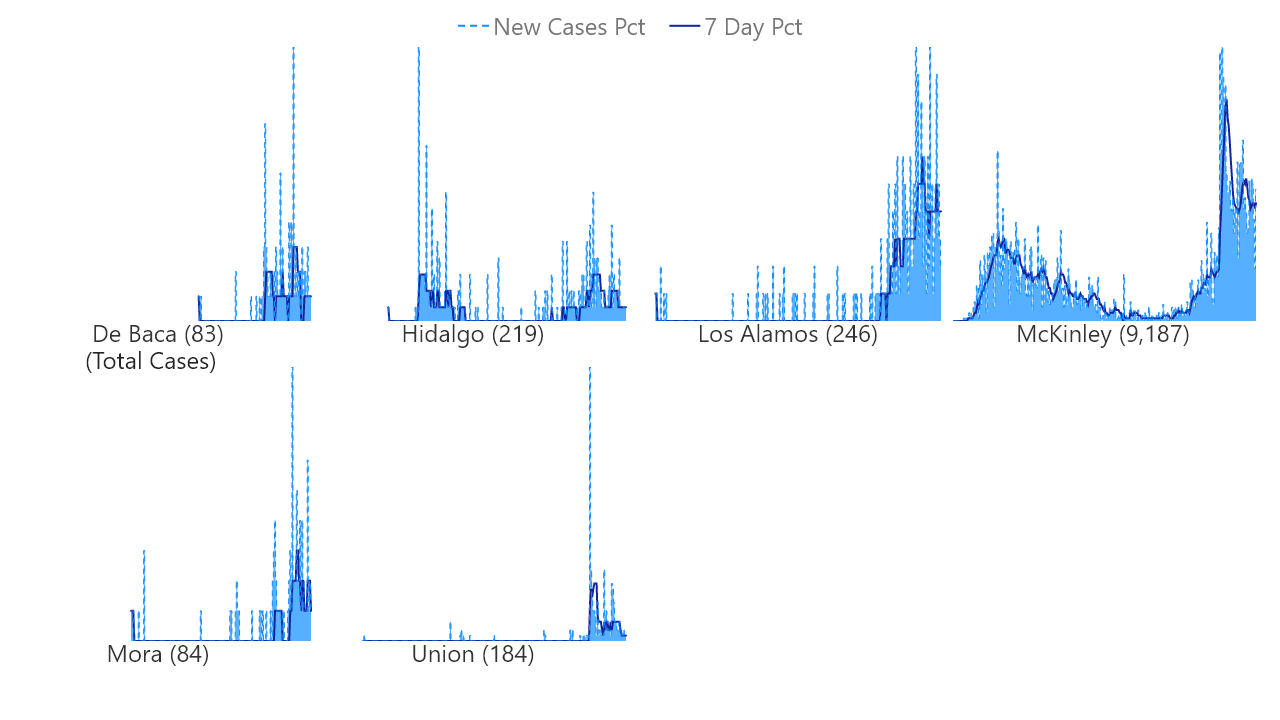 New Cases Pct 7 Day Pct
De Baca (83)
(Total Cases)
Hidalgo (219)
Los Alamos (246)
McKinley (9,187)
Mora (84)
Union (184)